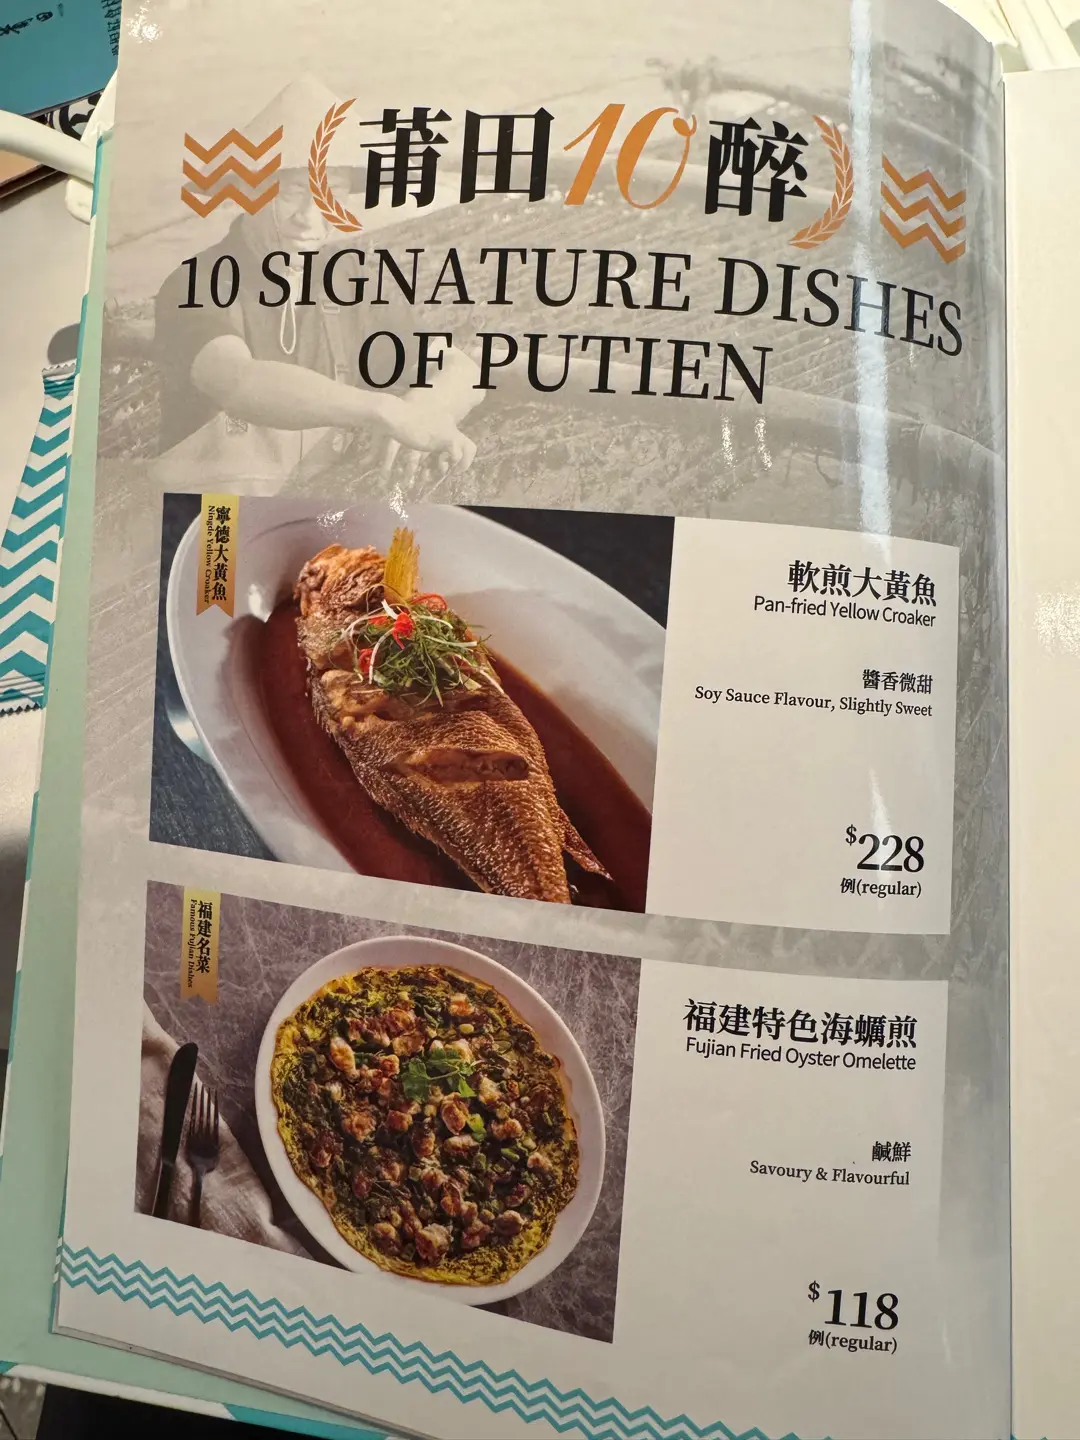 莆田10醉
10 SIGNATURE DISHES
OF PUTIEN
寧德大黃魚
Ningde Yellow Croaker
軟煎大黃魚
Pan-fried Yellow Croaker
醬香微甜
Soy Sauce Flavour, Slightly Sweet
$228
例(regular)
福建名菜
Famous Fujian Dishes
福建特色海蠣煎
Fujian Fried Oyster Omelette
鹹鮮
Savoury & Flavourful
$118
例(regular)